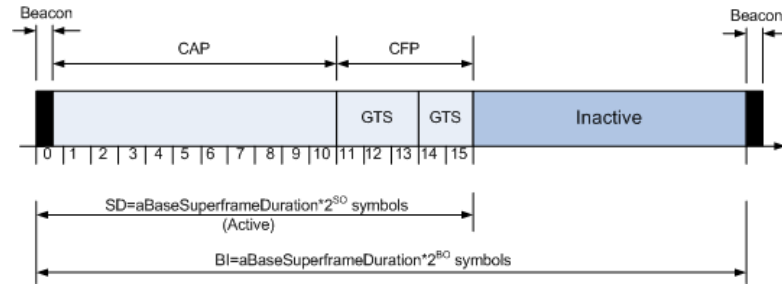 Beacon
Beacon
CAP
CFP
GTS
GTS
Inactive
0 1 2 3 4 5 6 7 8 9 10 11 12 13 14 15
SD=aBaseSuperframeDuration*2^SO symbols
(Active)
BI=aBaseSuperframeDuration*2^BO symbols